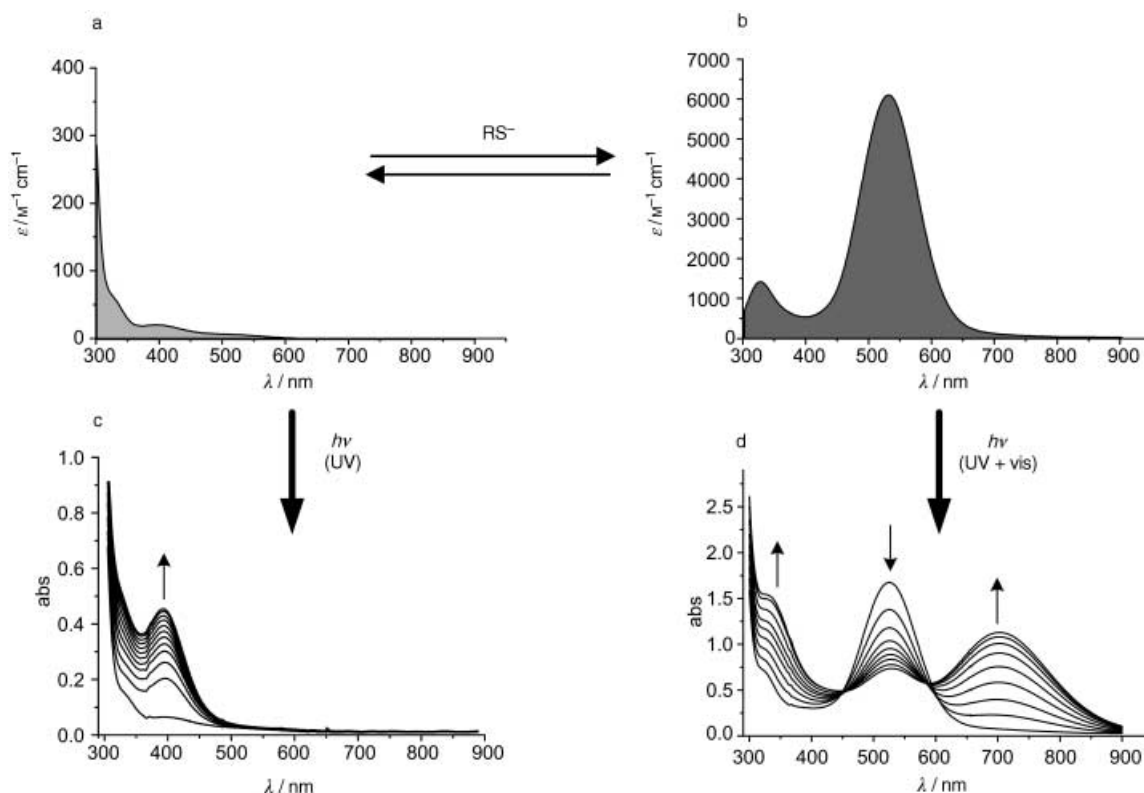 a
400
300
200
100
0
ε / M⁻¹ cm⁻¹
300 400 500 600 700 800 900
λ / nm
RS⁻
b
7000
6000
5000
4000
3000
2000
1000
0
ε / M⁻¹ cm⁻¹
300 400 500 600 700 800 900
λ / nm
c
hν
(UV)
1.0
0.8
0.6
0.4
0.2
0.0
abs
300 400 500 600 700 800 900
λ / nm
d
hν
(UV + vis)
2.5
2.0
1.5
1.0
0.5
0.0
abs
300 400 500 600 700 800 900
λ / nm